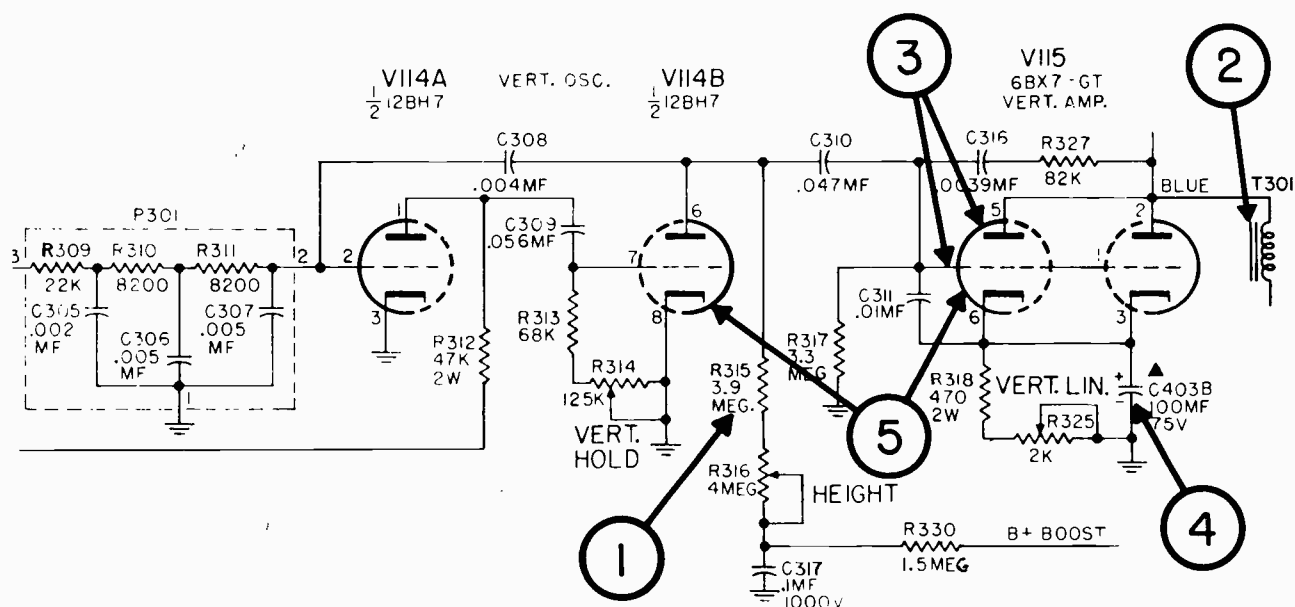 V114A
1/2 12BH7
VERT. OSC.
V114B
1/2 12BH7
3
V115
6BX7-GT
VERT. AMP.
2
C308
.004MF
C310
.047MF
C316
.0039MF
R327
82K
BLUE
T301
P301
3
R309
22K
R310
8200
R311
8200
2
2
1
3
C305
.002
MF
C306
.005
MF
C307
.005
MF
1
C309
.056MF
6
7
8
R312
47K
2W
R313
68K
R314
125K
VERT.
HOLD
R315
3.9
MEG.
R316
4MEG
HEIGHT
R317
3.3
MEG
C311
.01MF
5
6
1
2
3
R318
470
2W
VERT. LIN.
R325
2K
+
C403B
100MF
75V
5
4
1
R330
1.5MEG
B+ BOOST
C317
.1MF
1000V